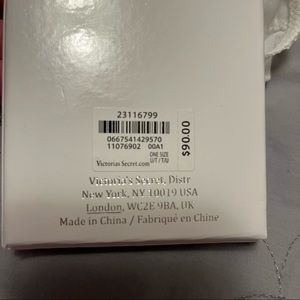 23116799
0667541429570
11076902 00A1
ONE SIZE
Victorias Secret.com U/T / T/U
$90.00
Victoria's Secret, Distr
New York, NY 10019 USA
London, WC2E 9BA, UK
Made in China / Fabriqué en Chine